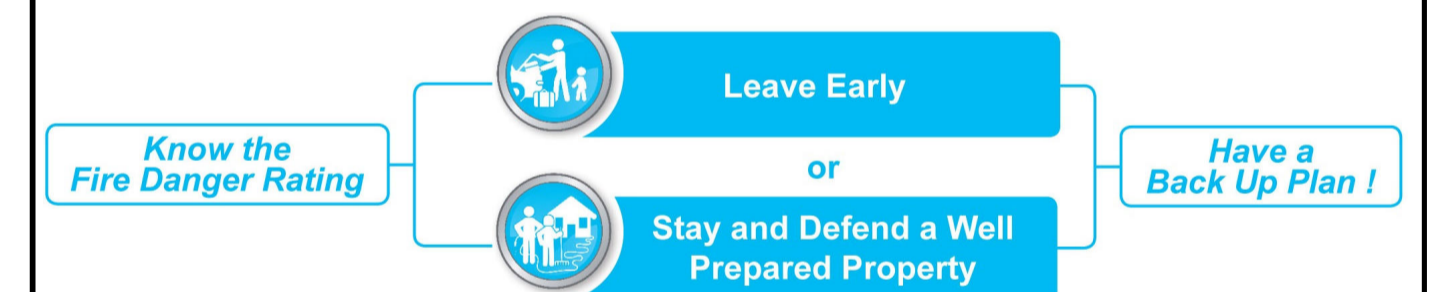 Know the
Fire Danger Rating
Leave Early
or
Stay and Defend a Well
Prepared Property
Have a
Back Up Plan !